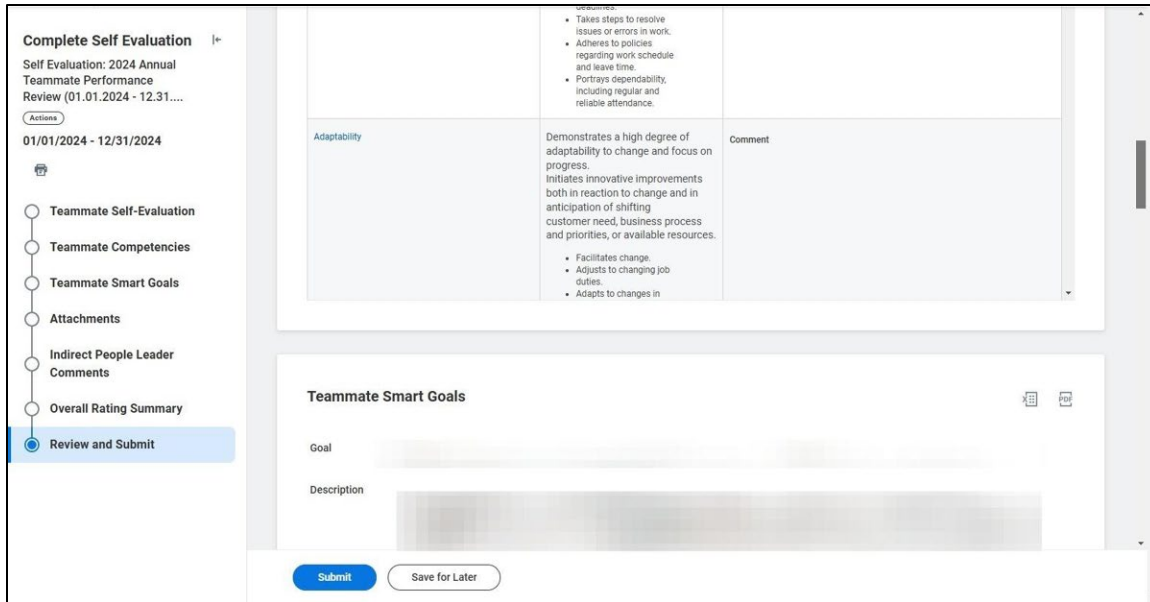 Complete Self Evaluation
Self Evaluation: 2024 Annual
Teammate Performance
Review (01.01.2024 - 12.31....
Actions
01/01/2024 - 12/31/2024
Teammate Self-Evaluation
Teammate Competencies
Teammate Smart Goals
Attachments
Indirect People Leader
Comments
Overall Rating Summary
Review and Submit
deadlines.
• Takes steps to resolve
issues or errors in work.
• Adheres to policies
regarding work schedule
and leave time.
• Portrays dependability,
including regular and
reliable attendance.
Adaptability
Demonstrates a high degree of
adaptability to change and focus on
progress.
Initiates innovative improvements
both in reaction to change and in
anticipation of shifting
customer need, business process
and priorities, or available resources.
• Facilitates change.
• Adjusts to changing job
duties.
• Adapts to changes in
Comment
Teammate Smart Goals
PDF
Goal
Description
Submit
Save for Later